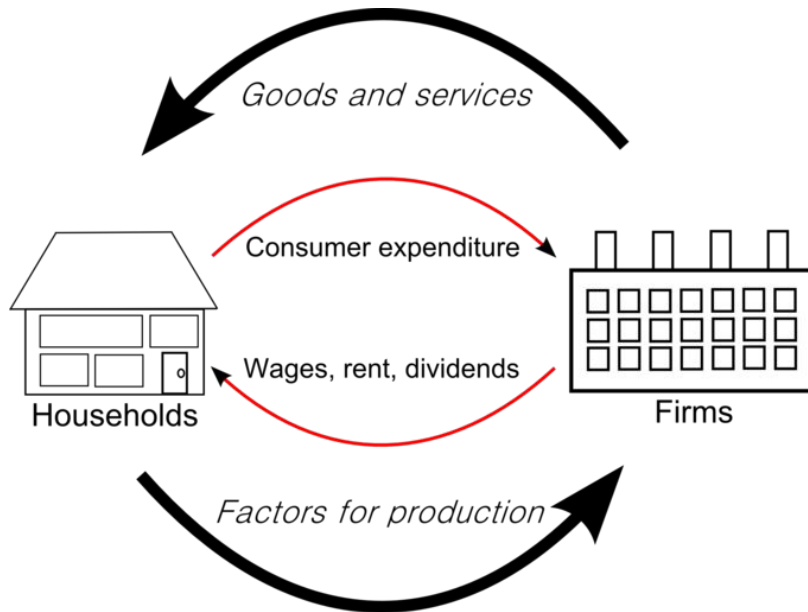 Goods and services
Consumer expenditure
Wages, rent, dividends
Households
Firms
Factors for production